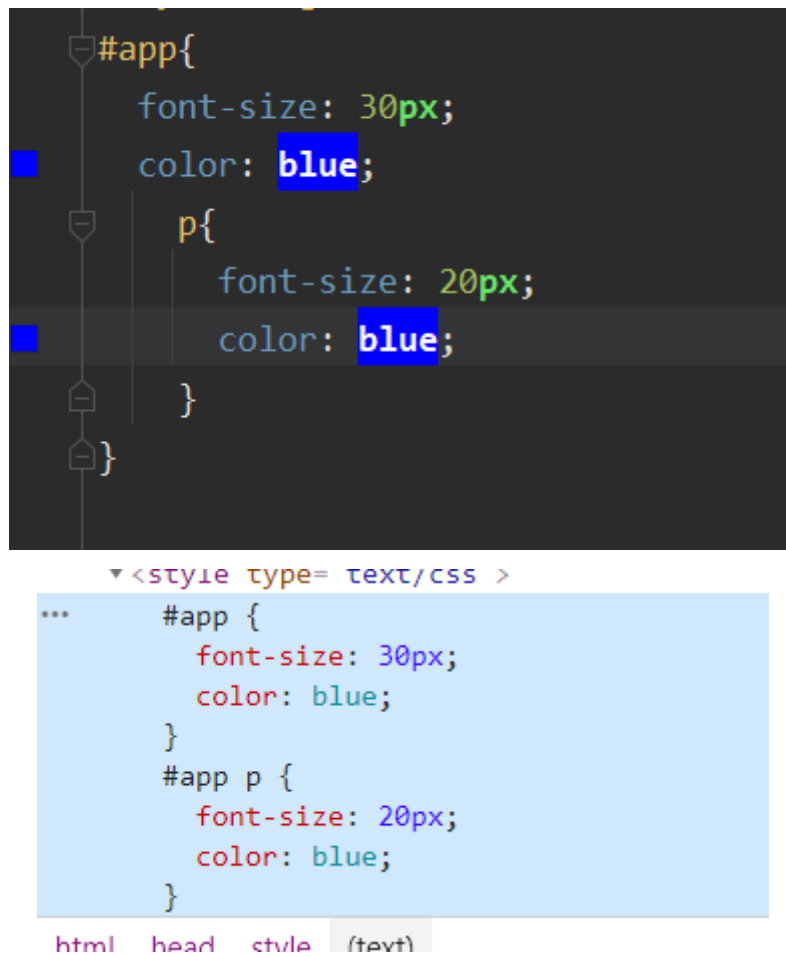 #app{
font-size: 30px;
color: blue;
p{
font-size: 20px;
color: blue;
}
}
<style type= text/css >
#app {
font-size: 30px;
color: blue;
}
#app p {
font-size: 20px;
color: blue;
}
html head style (text)